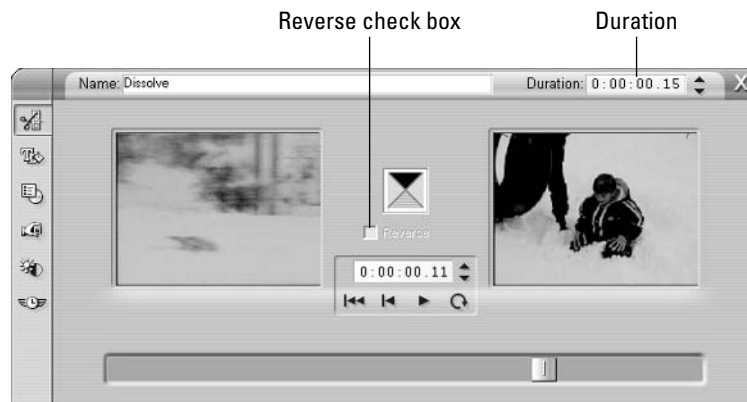 Reverse check box
Duration
Name: Dissolve
Duration: 0:00:00.15
X
Reverse
0:00:00.11